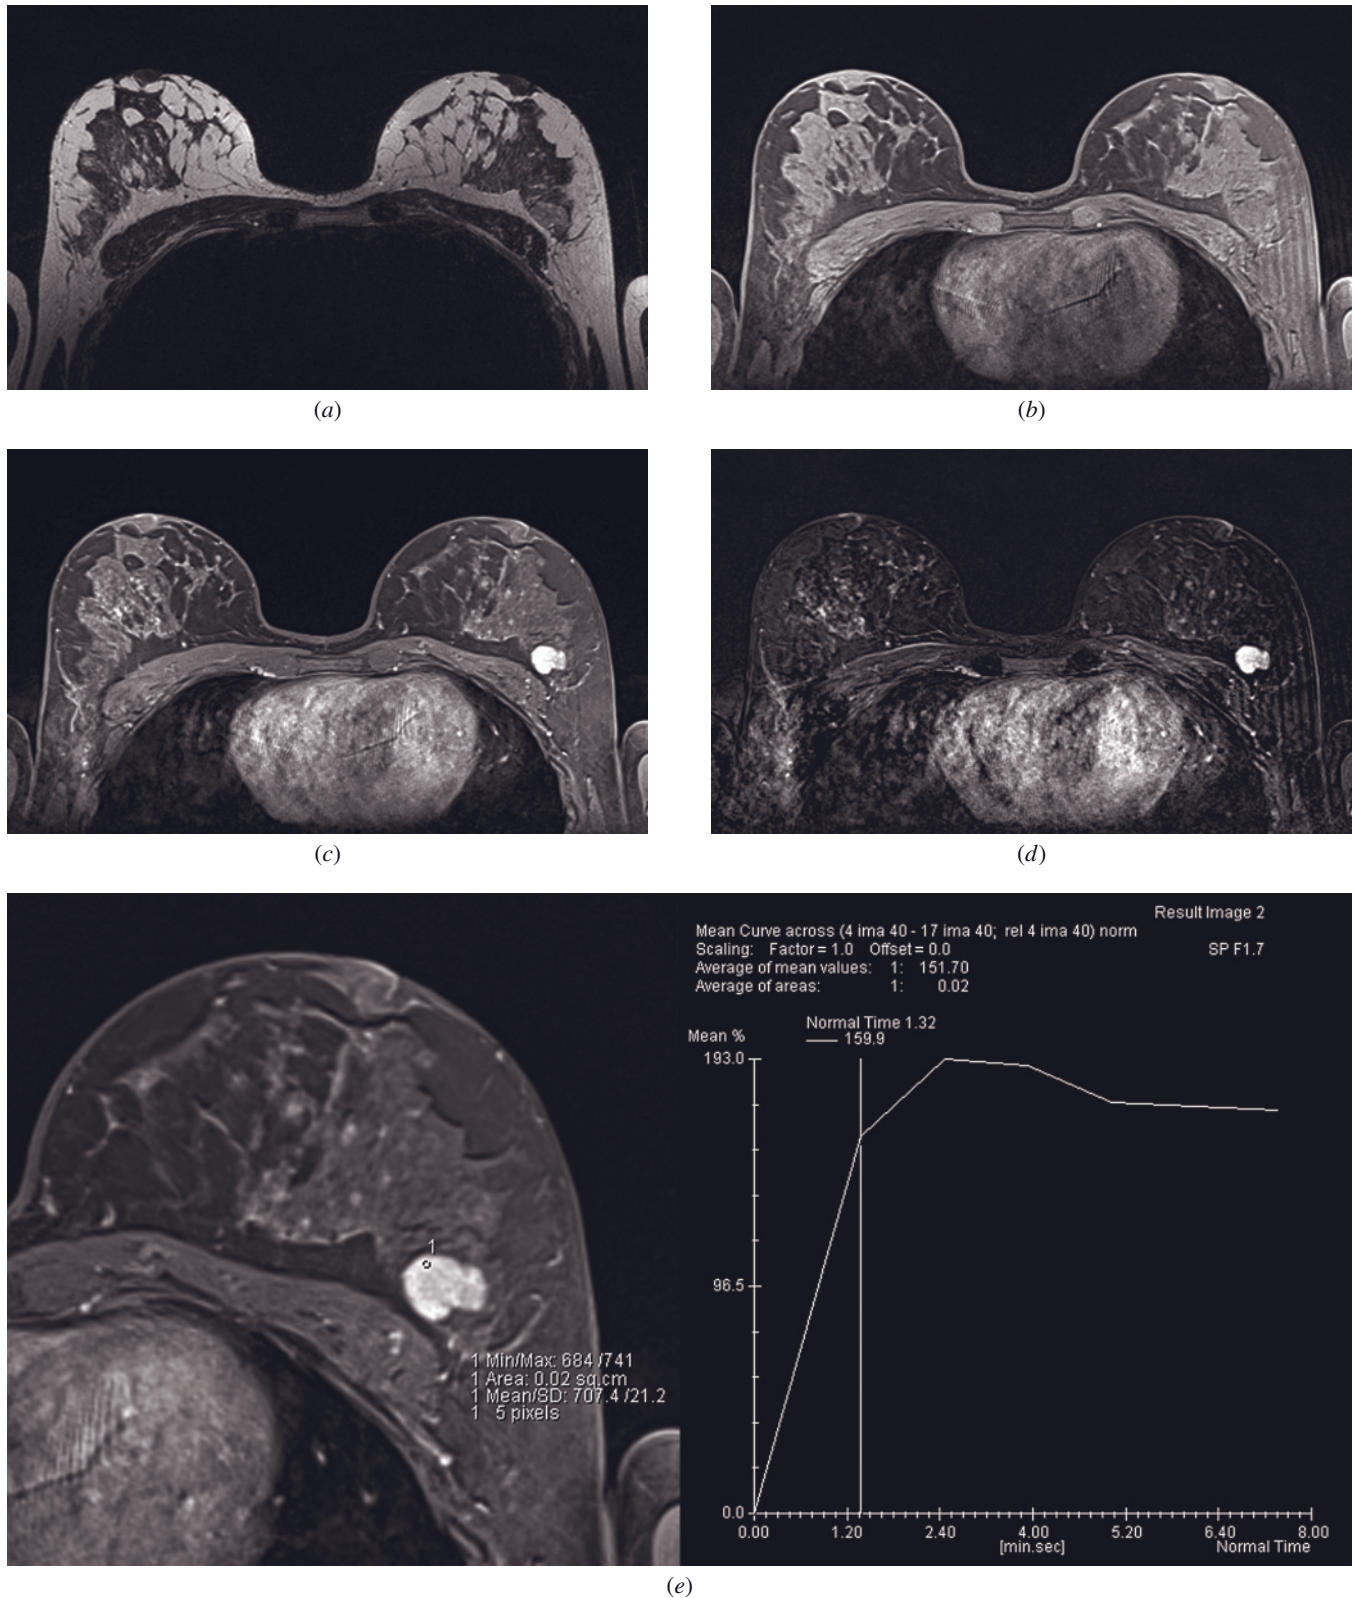 (a)
(b)
(c)
(d)
Result Image 2
Mean Curve across (4 ima 40 - 17 ima 40; rel 4 ima 40) norm
Scaling: Factor = 1.0 Offset = 0.0 SP F1.7
Average of mean values: 1: 151.70
Average of areas: 1: 0.02
Normal Time 1.32
Mean % 159.9
193.0
96.5
0.0
0.00 1.20 2.40 4.00 5.20 6.40 8.00
[min.sec] Normal Time
1
1 Min/Max: 684 /741
1 Area: 0.02 sq.cm
1 Mean/SD: 707.4 /21.2
1 5 pixels
(e)